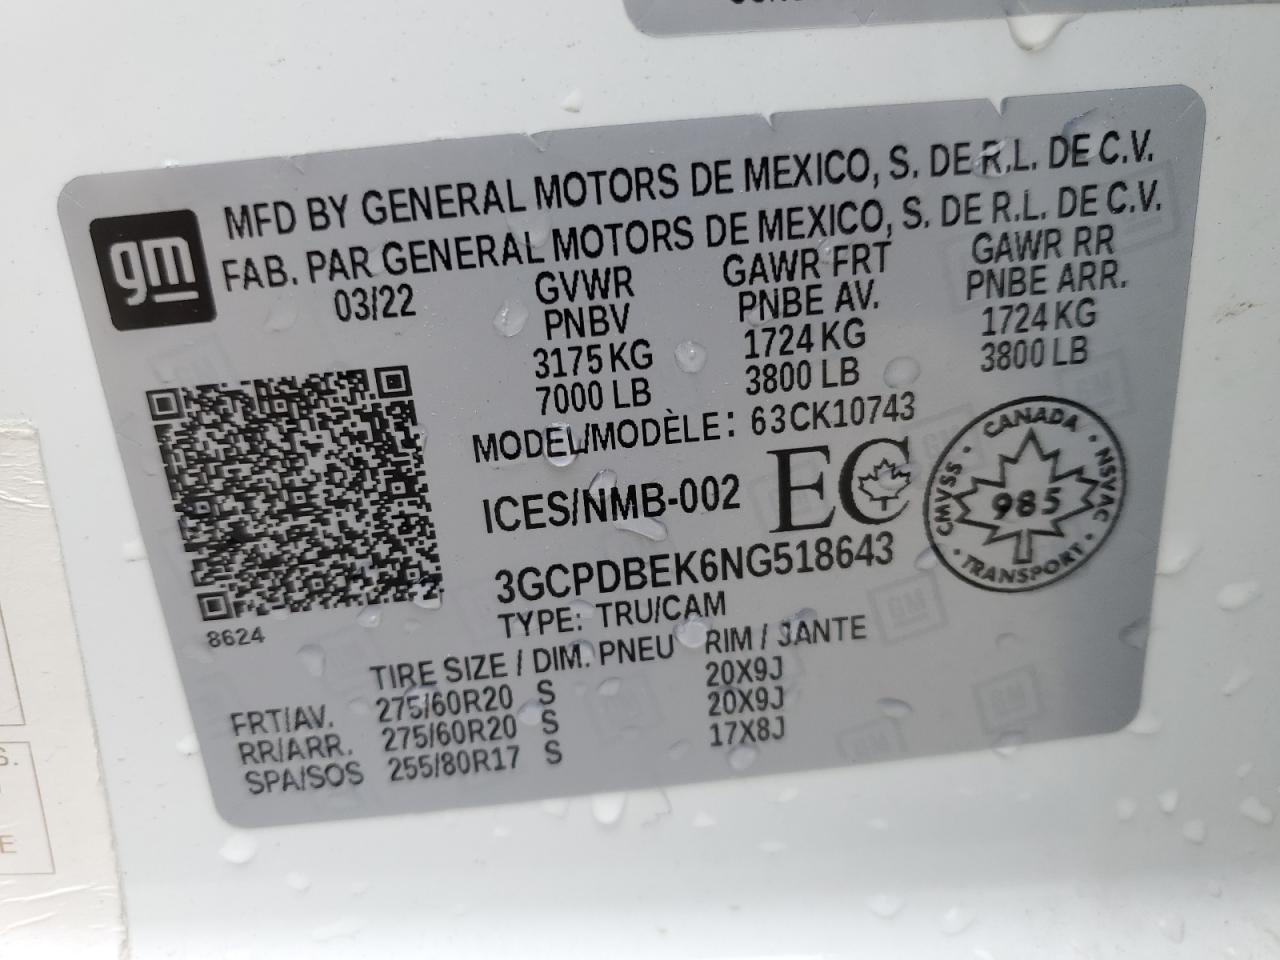 MFD BY GENERAL MOTORS DE MEXICO, S. DE R.L. DE C.V.
FAB. PAR GENERAL MOTORS DE MEXICO, S. DE R.L. DE C.V.
gm
03/22 GVWR GAWR FRT GAWR RR
PNBV PNBE AV. PNBE ARR.
3175 KG 1724 KG 1724 KG
7000 LB 3800 LB 3800 LB
MODEL/MODÈLE: 63CK10743
ICES/NMB-002 EC
CANADA
CMVSS 985 NSVAC
TRANSPORT
3GCPDBEK6NG518643
8624
TYPE: TRU/CAM
TIRE SIZE / DIM. PNEU RIM / JANTE
FRT/AV. 275/60R20 S 20X9J
RR/ARR. 275/60R20 S 20X9J
SPA/SOS 255/80R17 S 17X8J